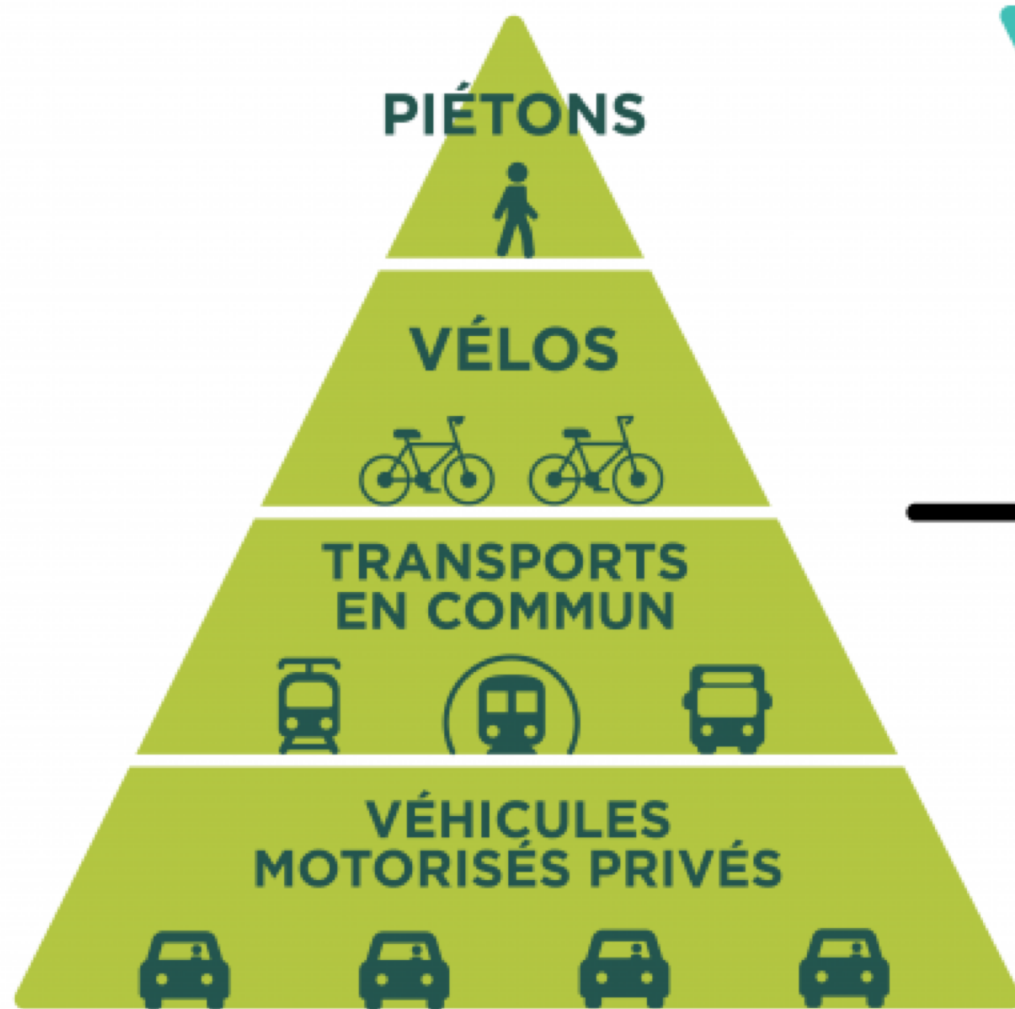 PIÉTONS
VÉLOS
TRANSPORTS
EN COMMUN
VÉHICULES
MOTORISÉS PRIVÉS